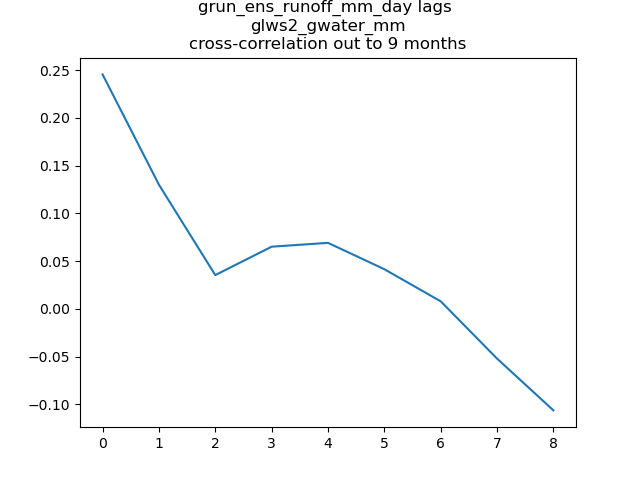 grun_ens_runoff_mm_day lags
glws2_gwater_mm
cross-correlation out to 9 months
0.25
0.20
0.15
0.10
0.05
0.00
−0.05
−0.10
0 1 2 3 4 5 6 7 8